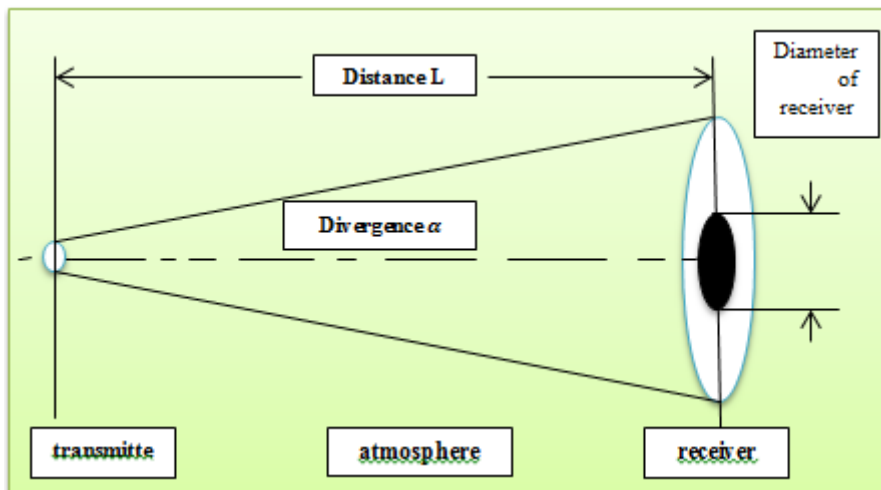 Distance L
Diameter
of
receiver
Divergence α
transmitte
atmosphere
receiver